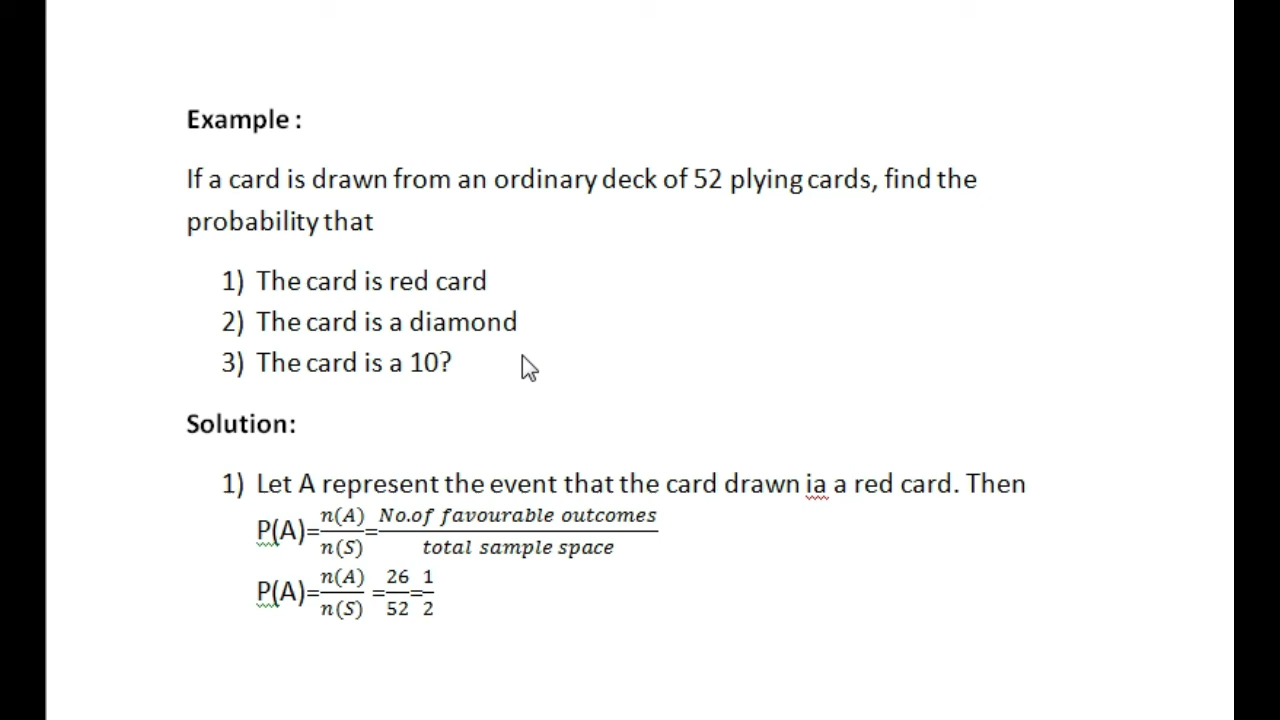 Example :
If a card is drawn from an ordinary deck of 52 plying cards, find the
probability that
1) The card is red card
2) The card is a diamond
3) The card is a 10?
Solution:
1) Let A represent the event that the card drawn ia a red card. Then
P(A)=n(A)/n(S)=No.of favourable outcomes/total sample space
P(A)=n(A)/n(S) =26/52=1/2